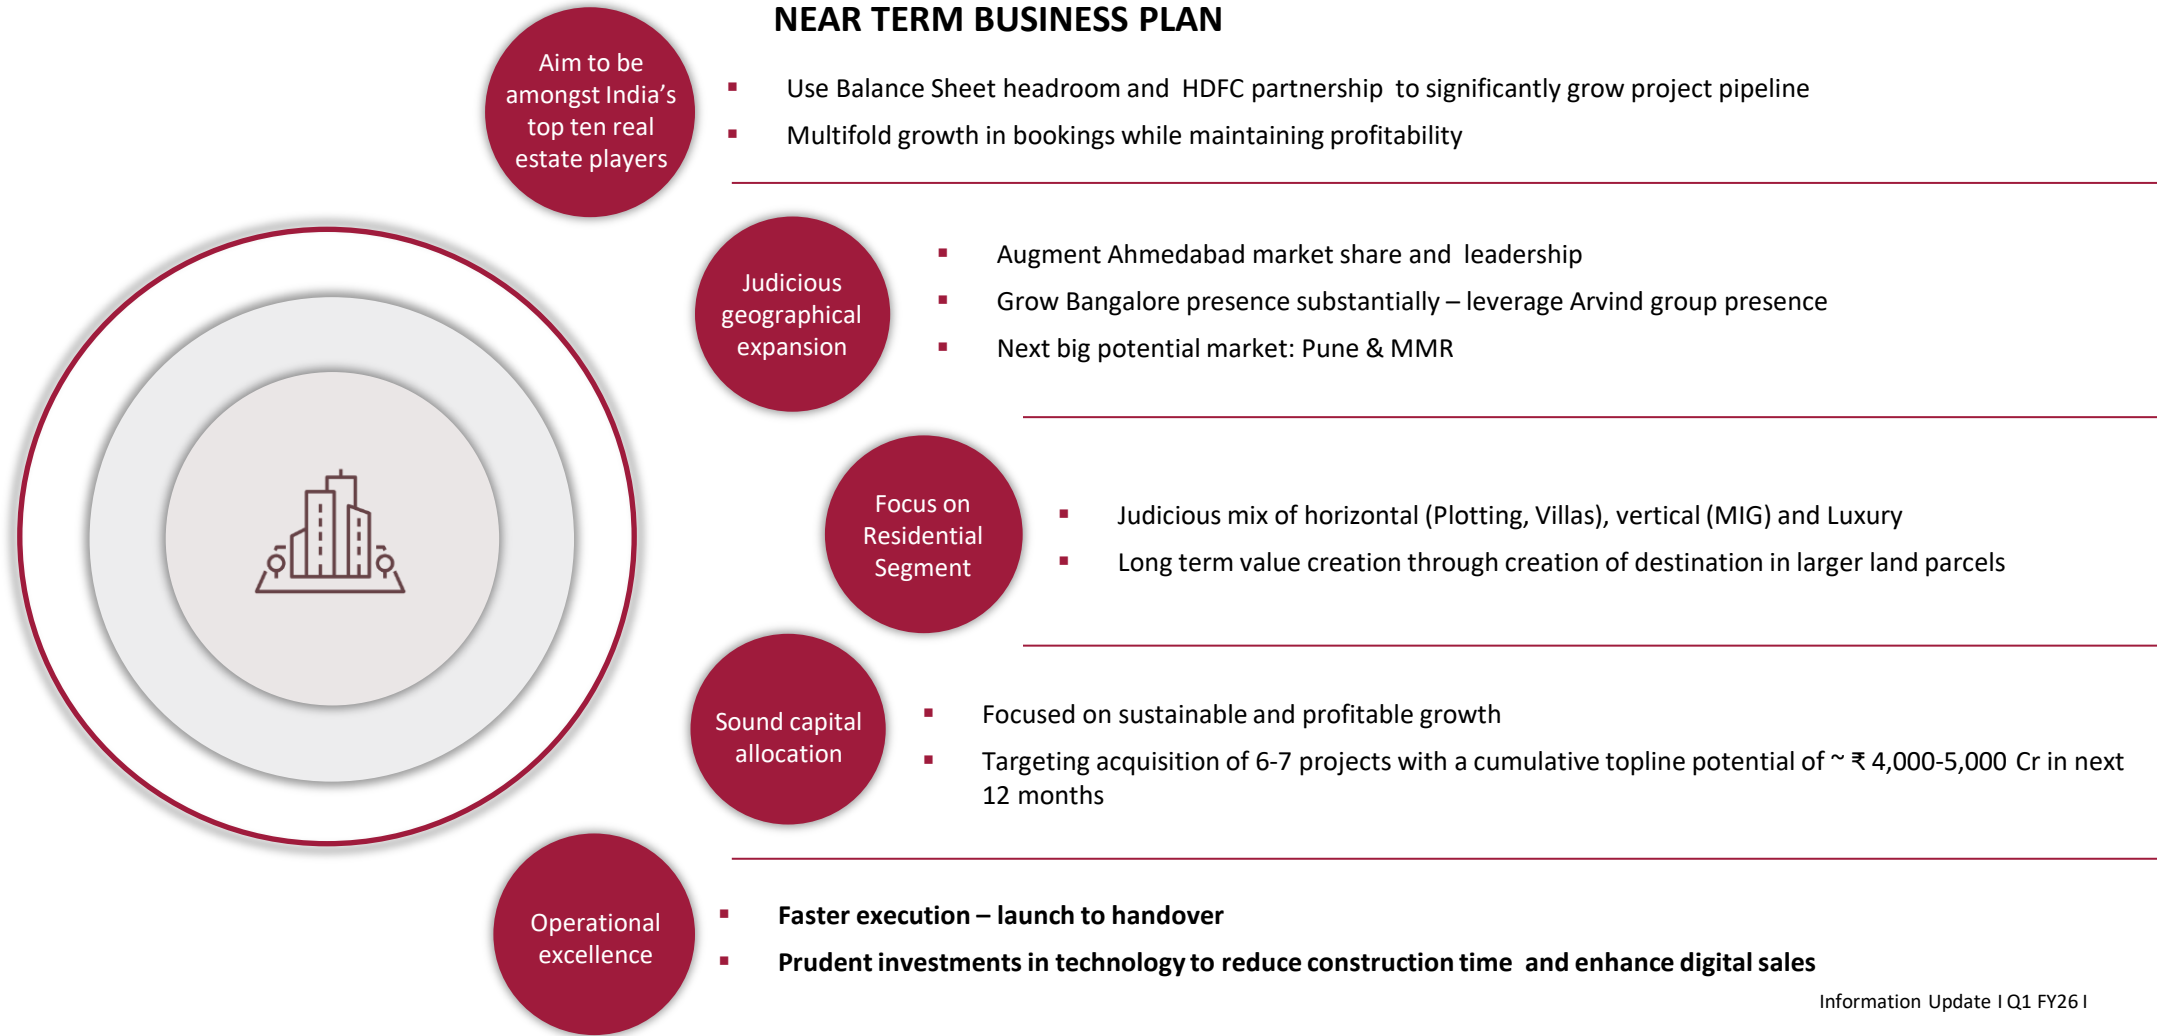 NEAR TERM BUSINESS PLAN
Aim to be
amongst India’s
top ten real
estate players
▪ Use Balance Sheet headroom and HDFC partnership to significantly grow project pipeline
▪ Multifold growth in bookings while maintaining profitability
Judicious
geographical
expansion
▪ Augment Ahmedabad market share and leadership
▪ Grow Bangalore presence substantially – leverage Arvind group presence
▪ Next big potential market: Pune & MMR
Focus on
Residential
Segment
▪ Judicious mix of horizontal (Plotting, Villas), vertical (MIG) and Luxury
▪ Long term value creation through creation of destination in larger land parcels
Sound capital
allocation
▪ Focused on sustainable and profitable growth
▪ Targeting acquisition of 6-7 projects with a cumulative topline potential of ~ ₹ 4,000-5,000 Cr in next
12 months
Operational
excellence
▪ Faster execution – launch to handover
▪ Prudent investments in technology to reduce construction time and enhance digital sales
Information Update I Q1 FY26 I